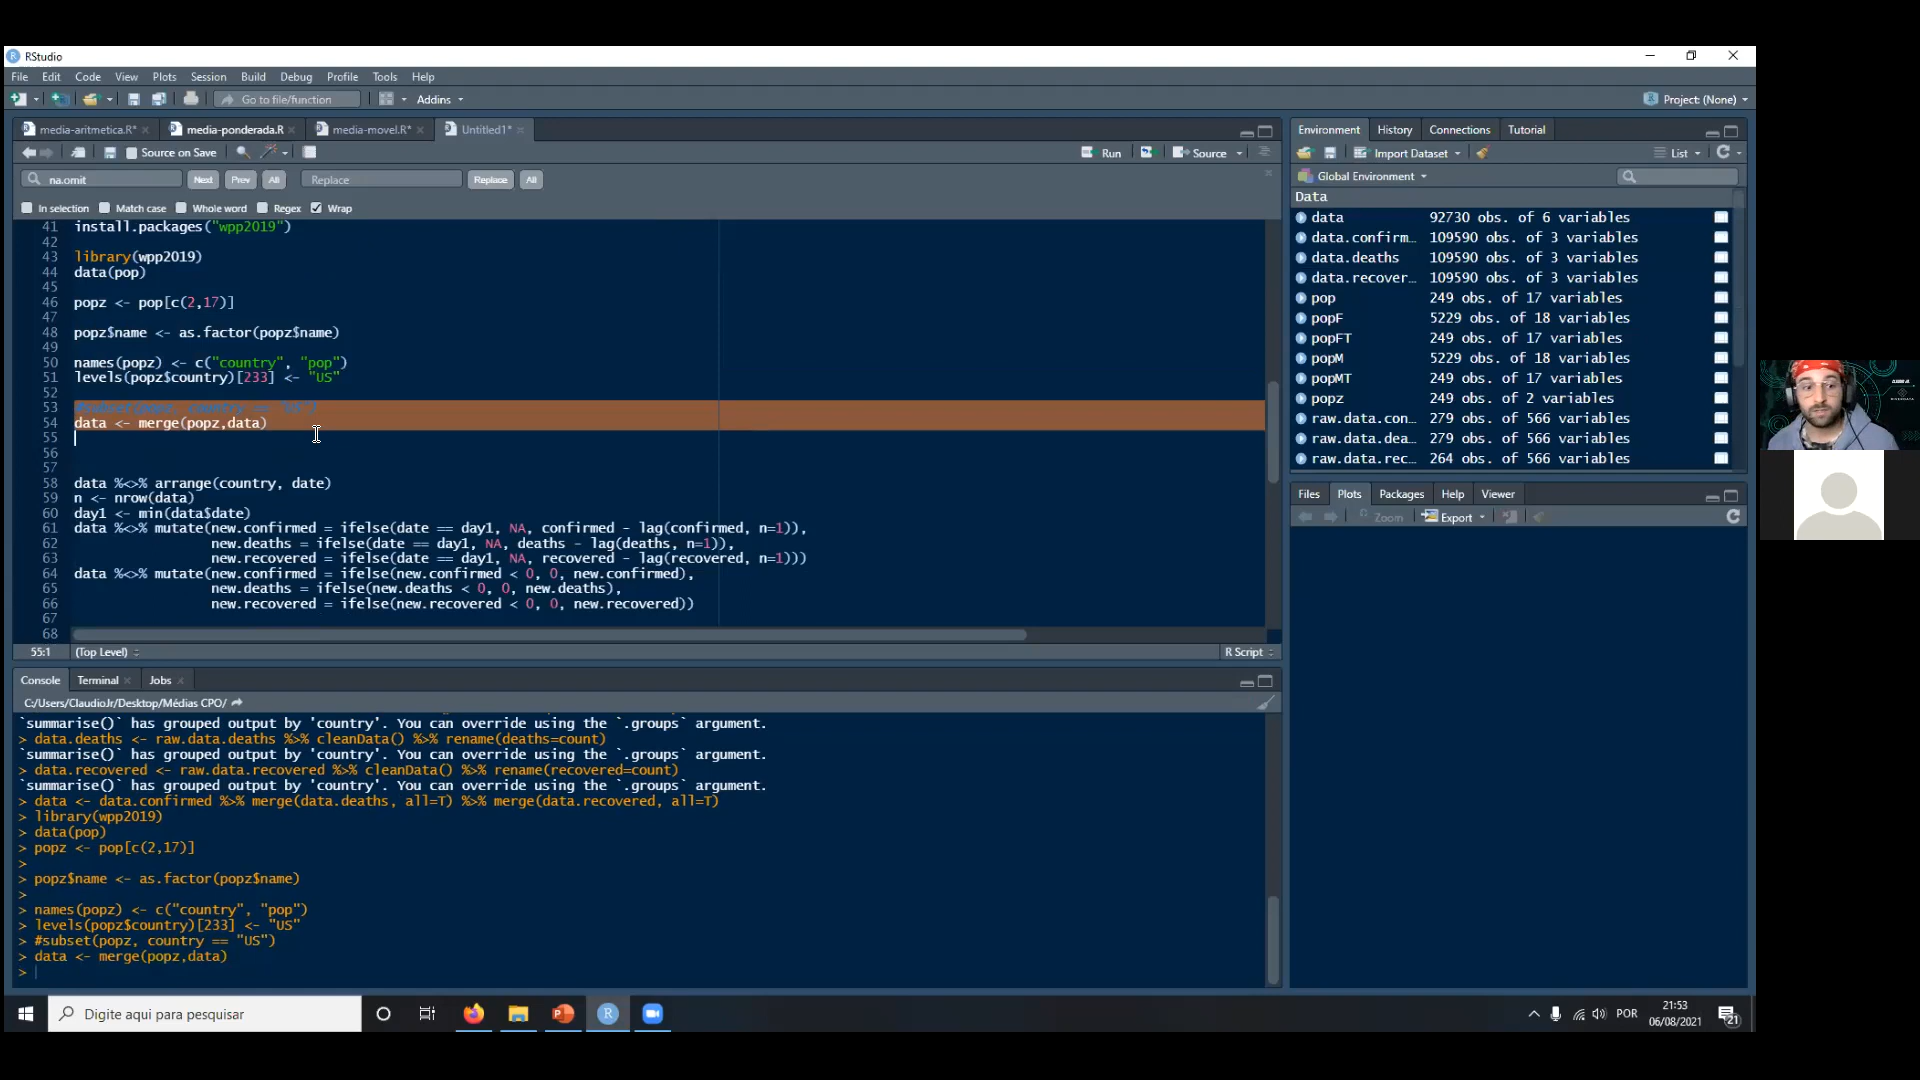 RStudio
File Edit Code View Plots Session Build Debug Profile Tools Help
Go to file/function Addins Project: (None)
media-aritmetica.R* media-ponderada.R media-movel.R* Untitled1*
Source on Save Run Source
na.omit Next Prev All Replace Replace All
In selection Match case Whole word Regex Wrap
41 install.packages("wpp2019")
42
43 library(wpp2019)
44 data(pop)
45
46 popz <- pop[c(2,17)]
47
48 popz$name <- as.factor(popz$name)
49
50 names(popz) <- c("country", "pop")
51 levels(popz$country)[233] <- "US"
52
53 #subset(popz, country == "US")
54 data <- merge(popz,data)
55
56
57
58 data %<>% arrange(country, date)
59 n <- nrow(data)
60 day1 <- min(data$date)
61 data %<>% mutate(new.confirmed = ifelse(date == day1, NA, confirmed - lag(confirmed, n=1)),
62 new.deaths = ifelse(date == day1, NA, deaths - lag(deaths, n=1)),
63 new.recovered = ifelse(date == day1, NA, recovered - lag(recovered, n=1)))
64 data %<>% mutate(new.confirmed = ifelse(new.confirmed < 0, 0, new.confirmed),
65 new.deaths = ifelse(new.deaths < 0, 0, new.deaths),
66 new.recovered = ifelse(new.recovered < 0, 0, new.recovered))
67
68
55:1 (Top Level) R Script
Console Terminal Jobs
C:/Users/ClaudioJr/Desktop/Médias CPO/
`summarise()` has grouped output by 'country'. You can override using the `.groups` argument.
> data.deaths <- raw.data.deaths %>% cleanData() %>% rename(deaths=count)
`summarise()` has grouped output by 'country'. You can override using the `.groups` argument.
> data.recovered <- raw.data.recovered %>% cleanData() %>% rename(recovered=count)
`summarise()` has grouped output by 'country'. You can override using the `.groups` argument.
> data <- data.confirmed %>% merge(data.deaths, all=T) %>% merge(data.recovered, all=T)
> library(wpp2019)
> data(pop)
> popz <- pop[c(2,17)]
>
> popz$name <- as.factor(popz$name)
>
> names(popz) <- c("country", "pop")
> levels(popz$country)[233] <- "US"
> #subset(popz, country == "US")
> data <- merge(popz,data)
>
Environment History Connections Tutorial
Import Dataset List
Global Environment
Data
data 92730 obs. of 6 variables
data.confirm… 109590 obs. of 3 variables
data.deaths 109590 obs. of 3 variables
data.recover… 109590 obs. of 3 variables
pop 249 obs. of 17 variables
popF 5229 obs. of 18 variables
popFT 249 obs. of 17 variables
popM 5229 obs. of 18 variables
popMT 249 obs. of 17 variables
popz 249 obs. of 2 variables
raw.data.con… 279 obs. of 566 variables
raw.data.dea… 279 obs. of 566 variables
raw.data.rec… 264 obs. of 566 variables
Files Plots Packages Help Viewer
Zoom Export
Digite aqui para pesquisar
POR
21:53
06/08/2021
21